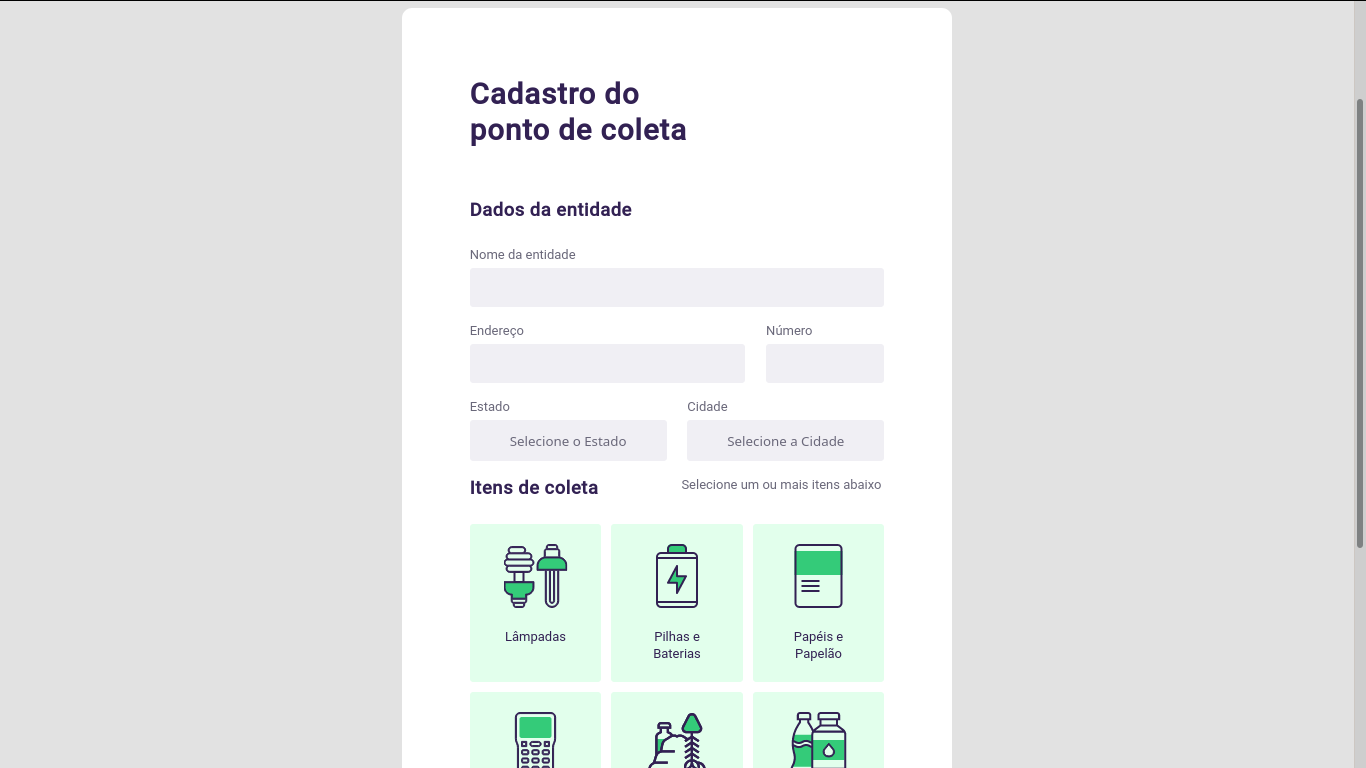 Cadastro do
ponto de coleta
Dados da entidade
Nome da entidade
Endereço
Número
Estado
Cidade
Selecione o Estado
Selecione a Cidade
Itens de coleta
Selecione um ou mais itens abaixo
Lâmpadas
Pilhas e
Baterias
Papéis e
Papelão